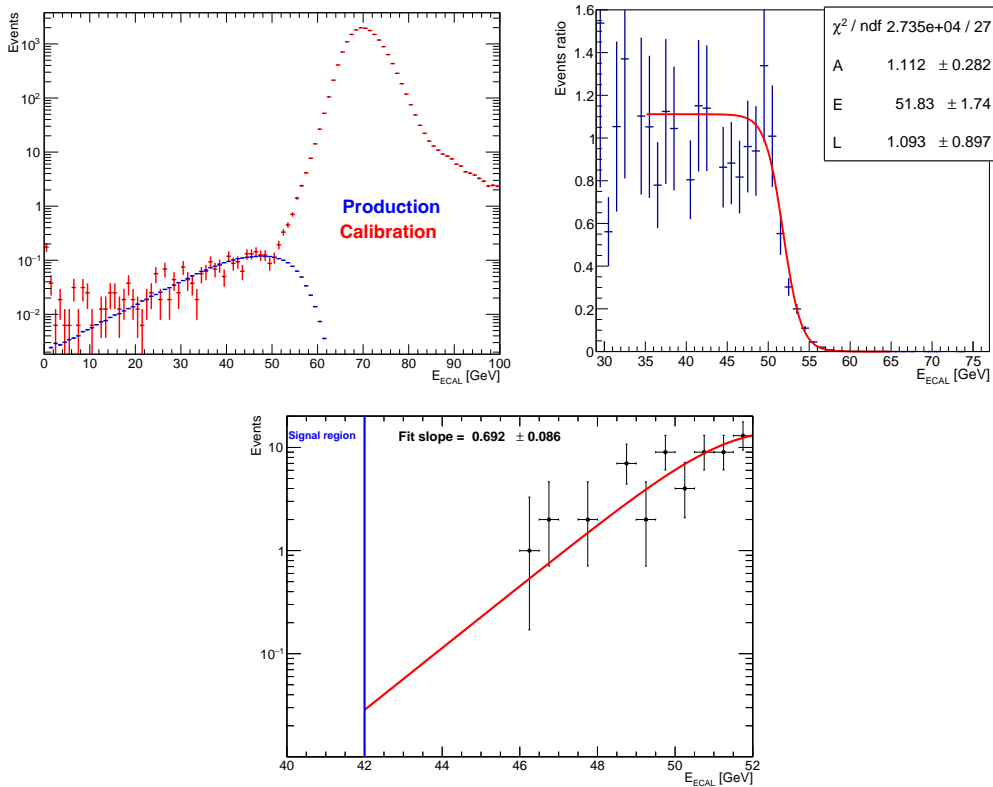 Events
10³
10²
10
1
10⁻¹
10⁻²
Production
Calibration
0 10 20 30 40 50 60 70 80 90 100
E_ECAL [GeV]
Events ratio
1.6
1.4
1.2
1
0.8
0.6
0.4
0.2
0
χ² / ndf 2.735e+04 / 27
A 1.112 ± 0.282
E 51.83 ± 1.74
L 1.093 ± 0.897
30 35 40 45 50 55 60 65 70 75
E_ECAL [GeV]
Events
Signal region
Fit slope = 0.692 ± 0.086
10
1
10⁻¹
40 42 44 46 48 50 52
E_ECAL [GeV]